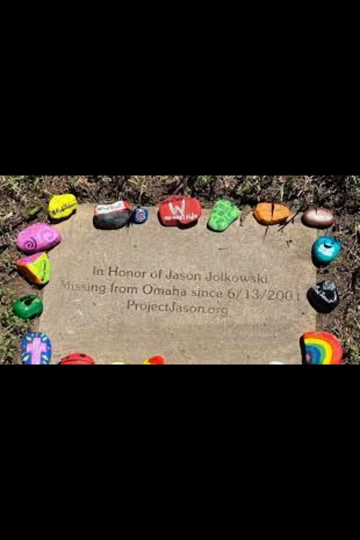 In Honor of Jason Jolkowski
Missing from Omaha since 6/13/2001
ProjectJason.org